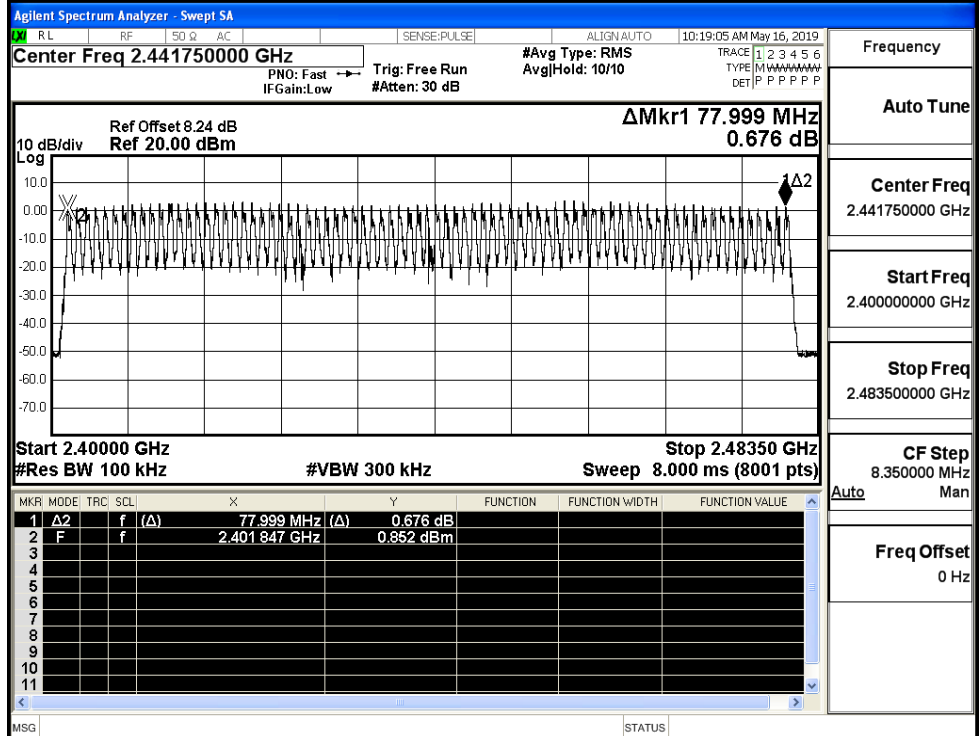 Agilent Spectrum Analyzer - Swept SA
LXI RL RF 50 Ω AC SENSE:PULSE ALIGN AUTO 10:19:05 AM May 16, 2019
Center Freq 2.441750000 GHz
PNO: Fast
IFGain:Low
Trig: Free Run
#Atten: 30 dB
#Avg Type: RMS
Avg|Hold: 10/10
TRACE 1 2 3 4 5 6
TYPE M WWWWW
DET P P P P P P
ΔMkr1 77.999 MHz
0.676 dB
Ref Offset 8.24 dB
10 dB/div Ref 20.00 dBm
Log
10.0
0.00
-10.0
-20.0
-30.0
-40.0
-50.0
-60.0
-70.0
2
1Δ2
Start 2.40000 GHz Stop 2.48350 GHz
#Res BW 100 kHz #VBW 300 kHz Sweep 8.000 ms (8001 pts)
MKR MODE TRC SCL X Y FUNCTION FUNCTION WIDTH FUNCTION VALUE
1 Δ2 f (Δ) 77.999 MHz (Δ) 0.676 dB
2 F f 2.401 847 GHz 0.852 dBm
3
4
5
6
7
8
9
10
11
MSG STATUS
Frequency
Auto Tune
Center Freq
2.441750000 GHz
Start Freq
2.400000000 GHz
Stop Freq
2.483500000 GHz
CF Step
8.350000 MHz
Auto Man
Freq Offset
0 Hz